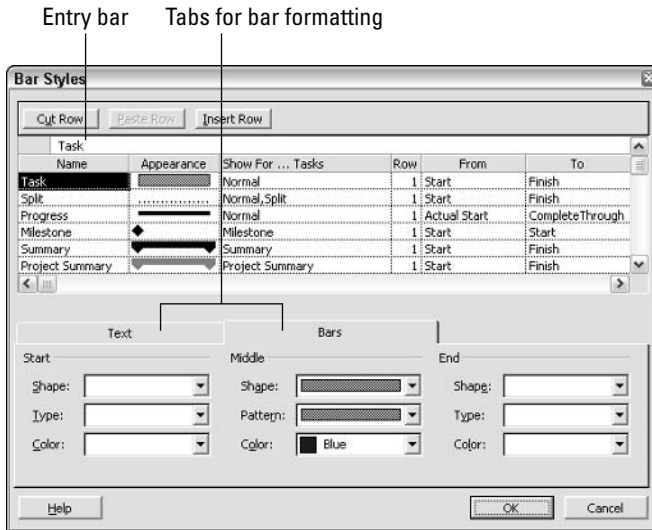 Entry bar Tabs for bar formatting
Bar Styles
Cut Row Paste Row Insert Row
Task
Name Appearance Show For ... Tasks Row From To
Task Normal 1 Start Finish
Split Normal,Split 1 Start Finish
Progress Normal 1 Actual Start CompleteThrough
Milestone Milestone 1 Start Start
Summary Summary 1 Start Finish
Project Summary Project Summary 1 Start Finish
Text Bars
Start Middle End
Shape: Shape: Shape:
Type: Pattern: Type:
Color: Color: Blue Color:
Help OK Cancel